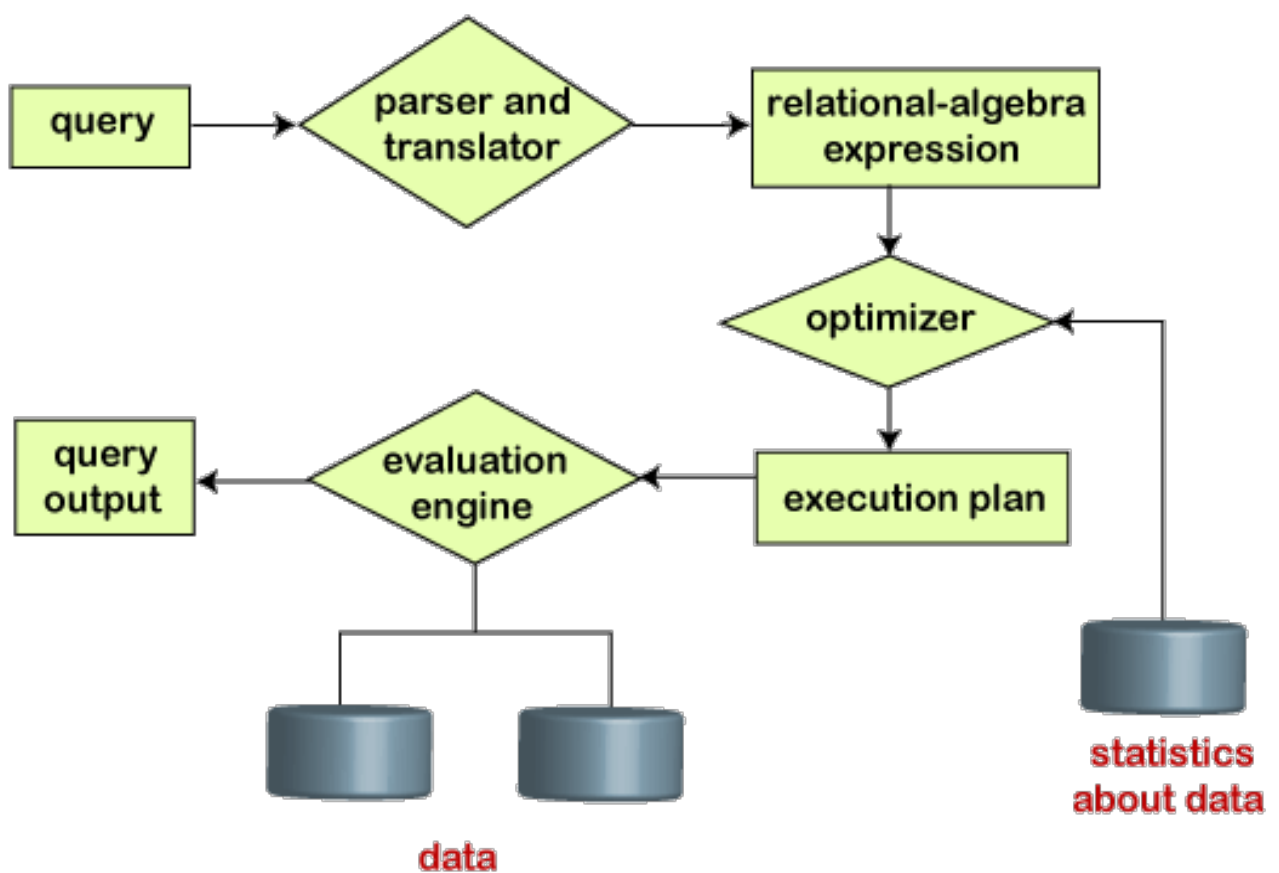 query
parser and
translator
relational-algebra
expression
optimizer
query
output
evaluation
engine
execution plan
statistics
about data
data